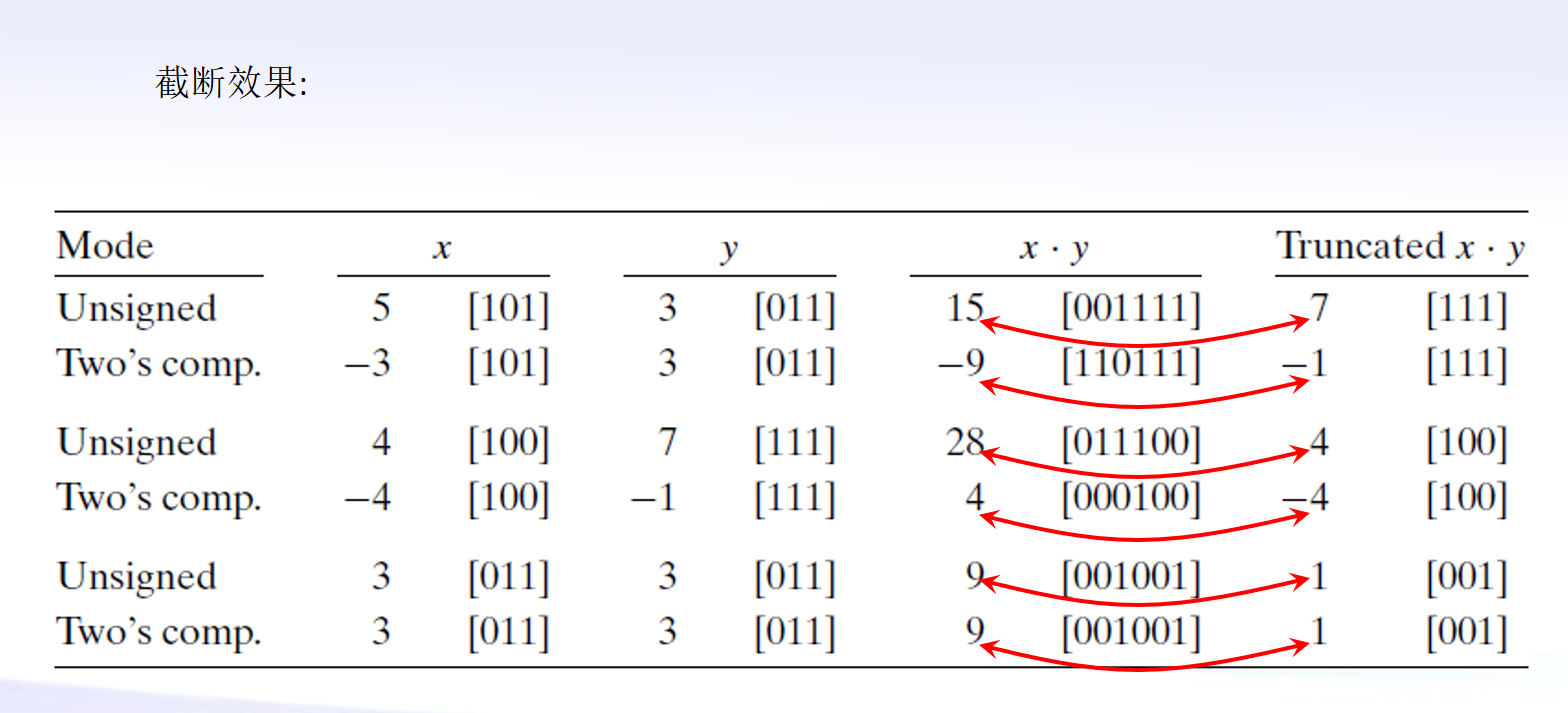 截断效果:
Mode x y x · y Truncated x · y
Unsigned 5 [101] 3 [011] 15 [001111] 7 [111]
Two’s comp. −3 [101] 3 [011] −9 [110111] −1 [111]
Unsigned 4 [100] 7 [111] 28 [011100] 4 [100]
Two’s comp. −4 [100] −1 [111] 4 [000100] −4 [100]
Unsigned 3 [011] 3 [011] 9 [001001] 1 [001]
Two’s comp. 3 [011] 3 [011] 9 [001001] 1 [001]